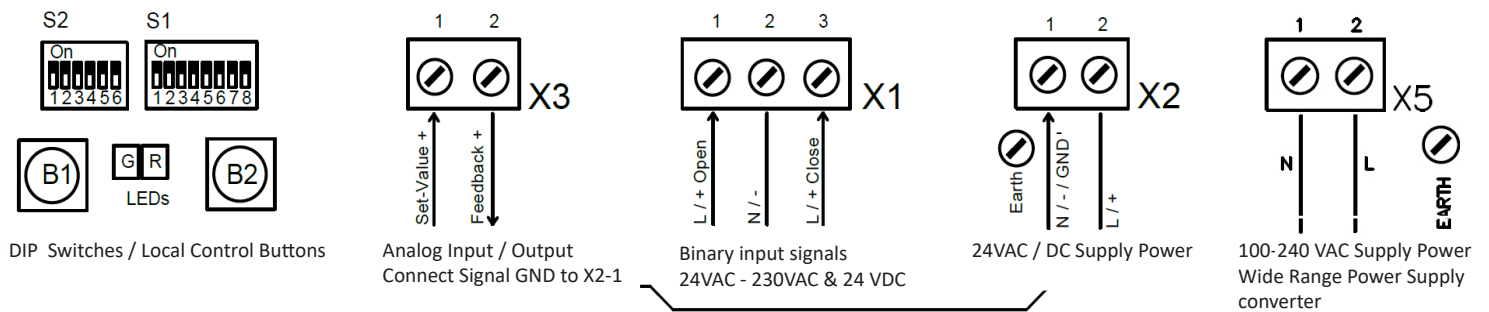 S2
On
123456
S1
On
12345678
B1
G R
LEDs
B2
DIP Switches / Local Control Buttons
1 2
X3
Set-Value +
Feedback +
Analog Input / Output
Connect Signal GND to X2-1
1 2 3
X1
L / + Open
N / -
L / + Close
Binary input signals
24VAC - 230VAC & 24 VDC
1 2
X2
Earth
N / - / GND'
L / +
24VAC / DC Supply Power
1 2
X5
N
L
EARTH
100-240 VAC Supply Power
Wide Range Power Supply
converter